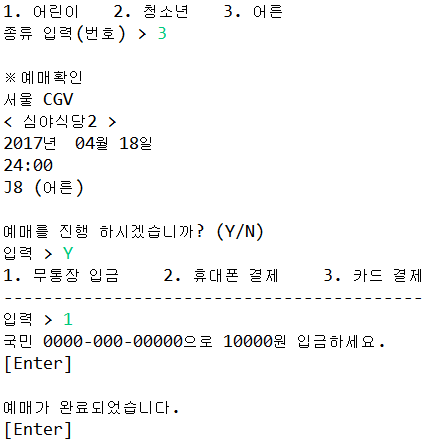 1. 어린이   2. 청소년   3. 어른
종류 입력(번호) > 3
※예매확인
서울 CGV
< 심야식당2 >
2017년  04월 18일
24:00
J8 (어른)
예매를 진행 하시겠습니까? (Y/N)
입력 > Y
1. 무통장 입금    2. 휴대폰 결제    3. 카드 결제
------------------------------------------
입력 > 1
국민 0000-000-00000으로 10000원 입금하세요.
[Enter]
예매가 완료되었습니다.
[Enter]